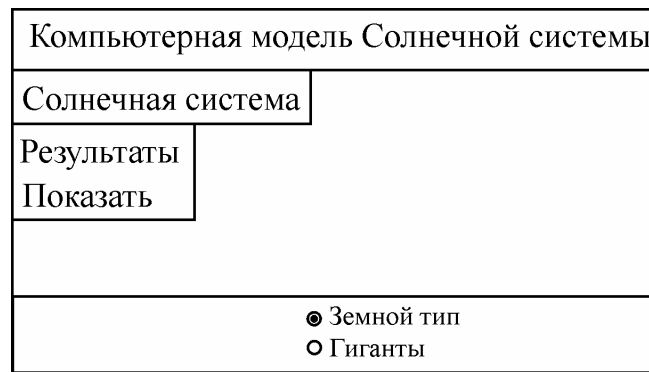 Компьютерная модель Солнечной системы
Солнечная система
Результаты
Показать
Земной тип
Гиганты